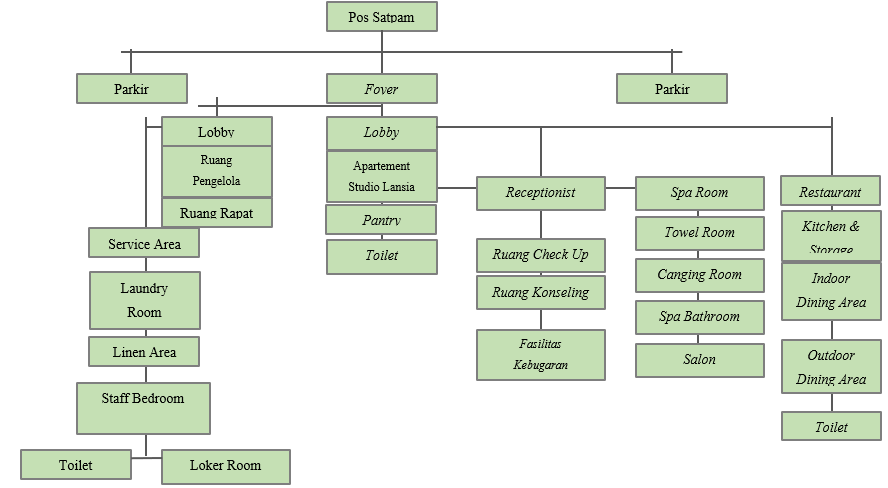 Pos Satpam
Parkir
Foyer
Parkir
Lobby
Ruang
Pengelola
Ruang Rapat
Service Area
Laundry
Room
Linen Area
Staff Bedroom
Toilet
Loker Room
Lobby
Apartement
Studio Lansia
Pantry
Toilet
Receptionist
Ruang Check Up
Ruang Konseling
Fasilitas
Kebugaran
Spa Room
Towel Room
Canging Room
Spa Bathroom
Salon
Restaurant
Kitchen &
Storage
Indoor
Dining Area
Outdoor
Dining Area
Toilet